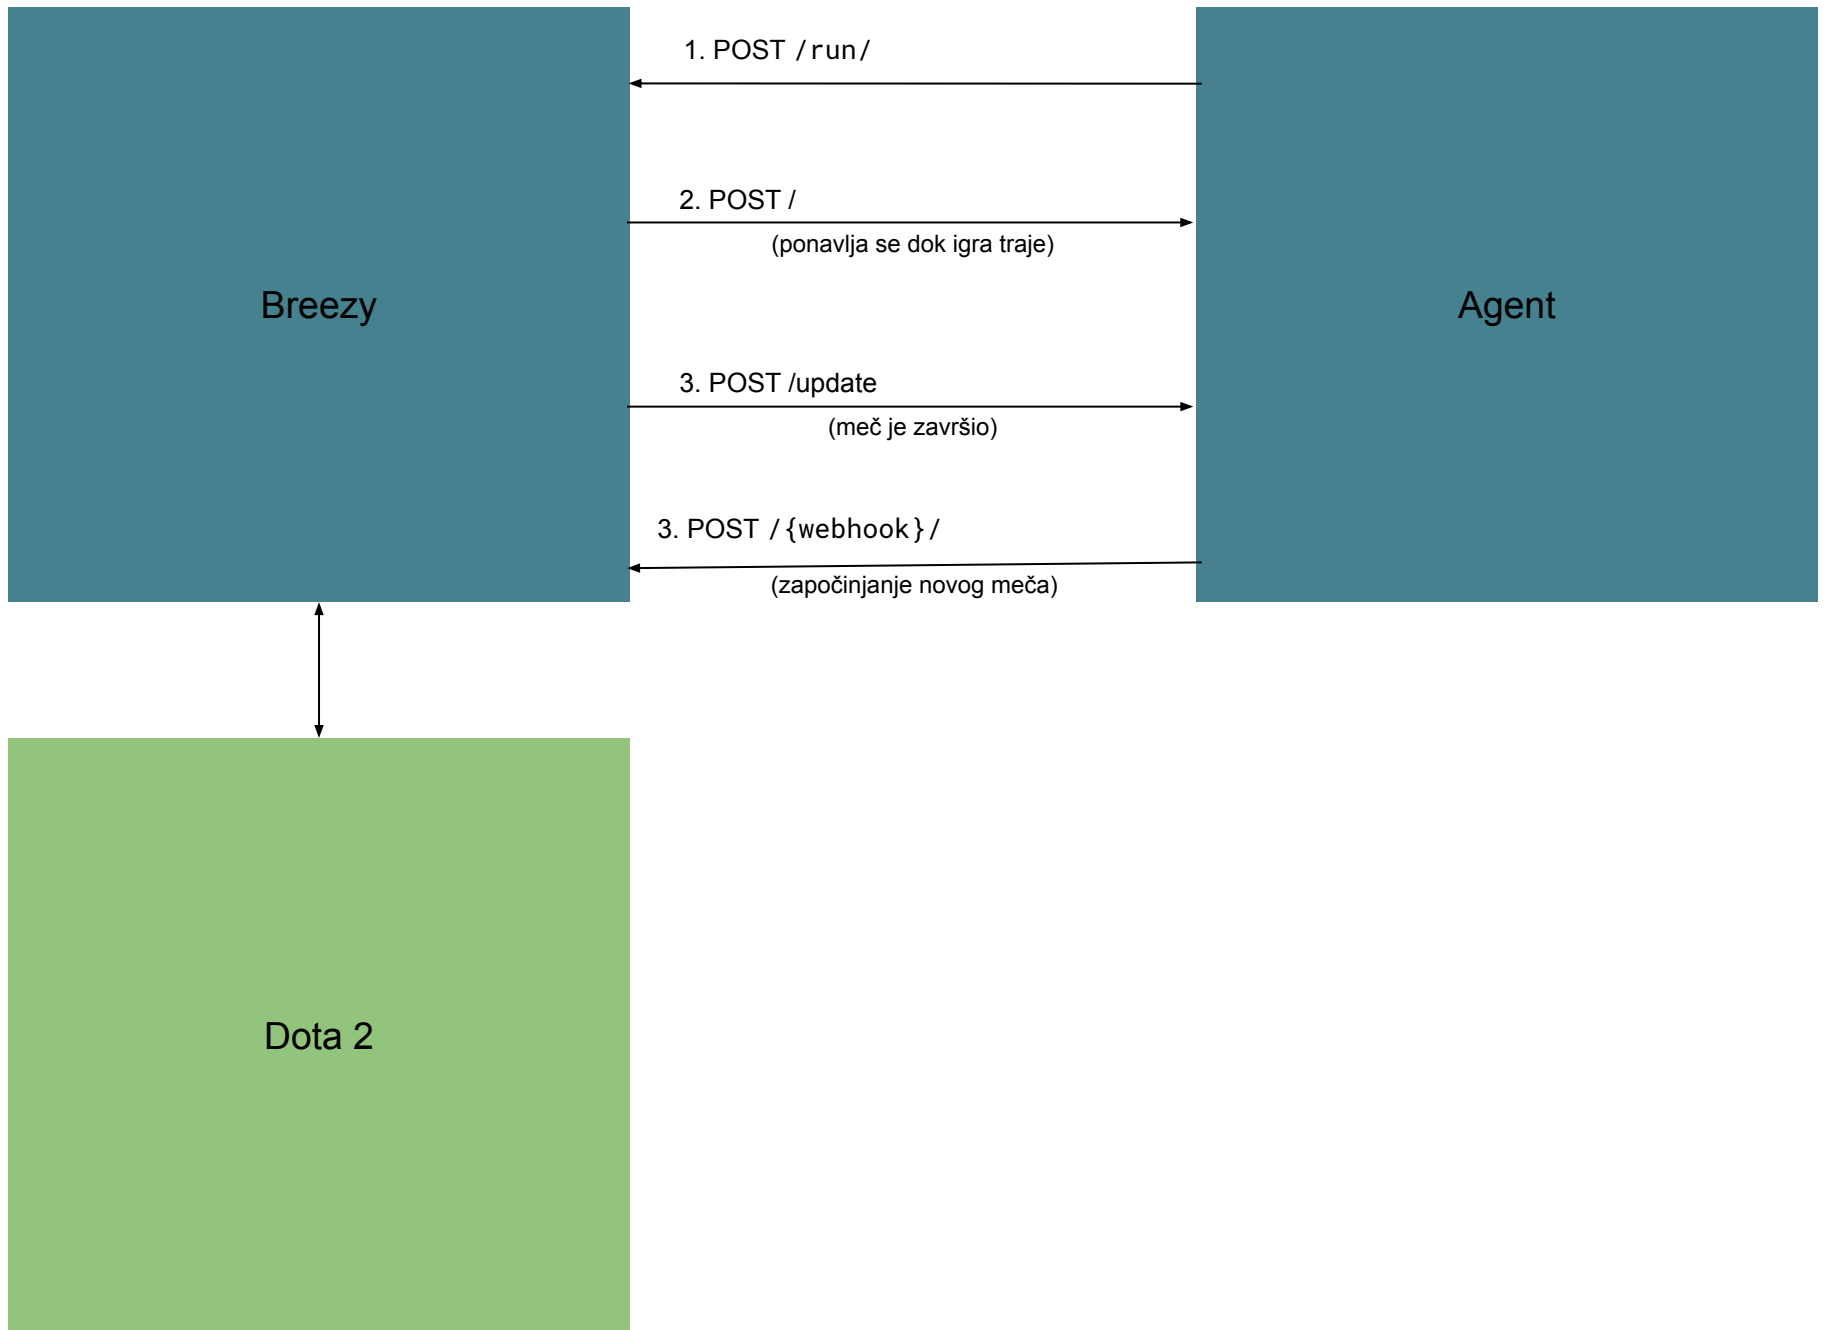 1. POST /run/
2. POST /
(ponavlja se dok igra traje)
Breezy
Agent
3. POST /update
(meč je završio)
3. POST /{webhook}/
(započinjanje novog meča)
Dota 2